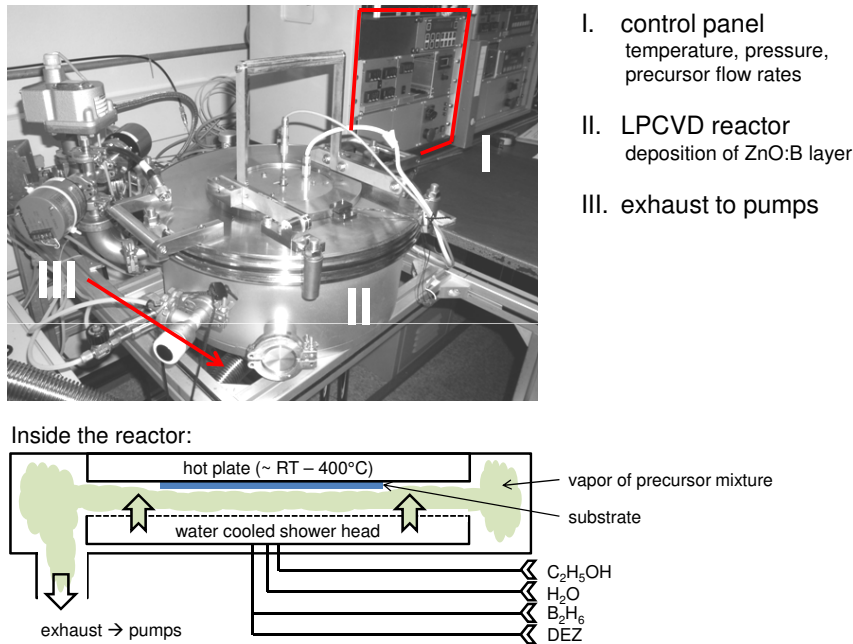 I. control panel
temperature, pressure,
precursor flow rates
II. LPCVD reactor
deposition of ZnO:B layer
III. exhaust to pumps
I
III
II
Inside the reactor:
hot plate (~ RT – 400°C)
vapor of precursor mixture
substrate
water cooled shower head
C₂H₅OH
H₂O
B₂H₆
DEZ
exhaust → pumps